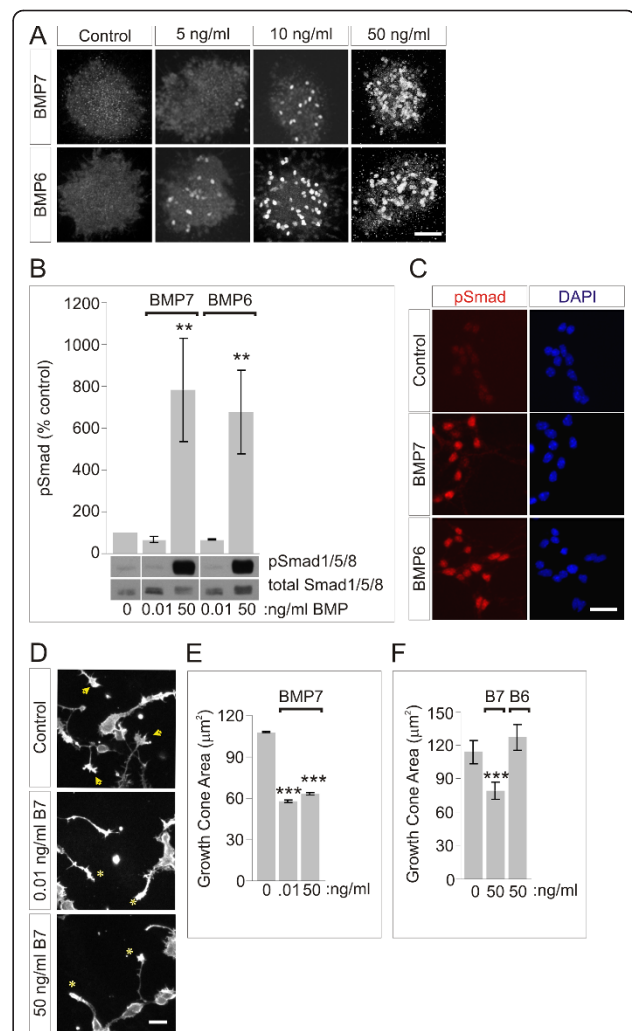 A
Control 5 ng/ml 10 ng/ml 50 ng/ml
BMP7
BMP6
B
BMP7 BMP6
1200
1000
800
600
400
200
0
pSmad (% control)
** **
pSmad1/5/8
total Smad1/5/8
0 0.01 50 0.01 50 :ng/ml BMP
C
pSmad DAPI
Control
BMP7
BMP6
D
Control
0.01 ng/ml B7
* *
50 ng/ml B7
* *
E
BMP7
Growth Cone Area (μm²)
120
90
60
30
0
*** ***
0 .01 50 :ng/ml
F
B7 B6
Growth Cone Area (μm²)
150
120
90
60
30
0
***
0 50 50 :ng/ml